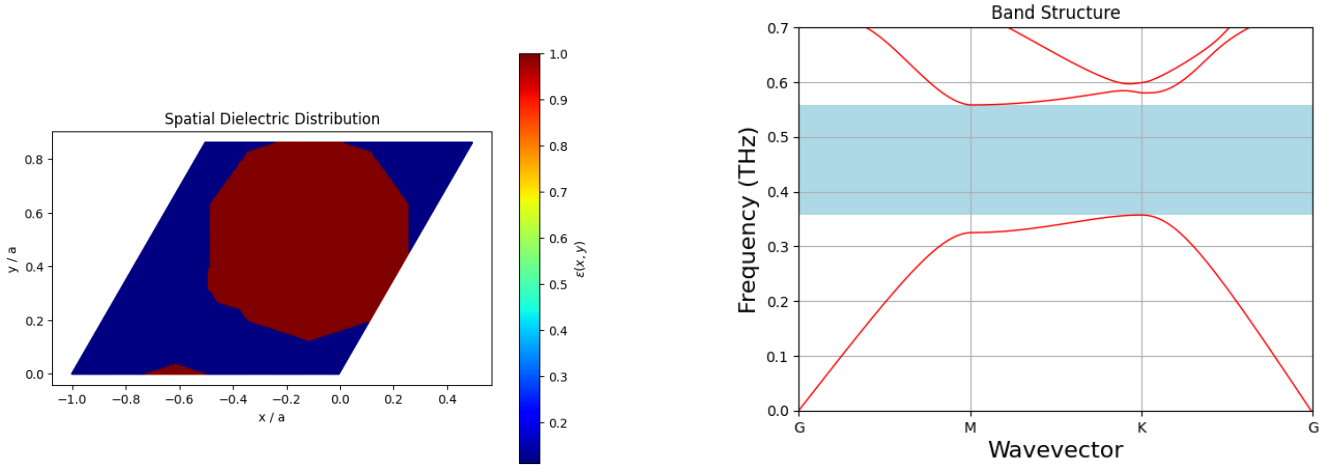 Spatial Dielectric Distribution
y / a
0.8
0.6
0.4
0.2
0.0
−1.0 −0.8 −0.6 −0.4 −0.2 0.0 0.2 0.4
x / a
1.0
0.9
0.8
0.7
0.6
0.5
0.4
0.3
0.2
ε(x, y)
Band Structure
Frequency (THz)
0.7
0.6
0.5
0.4
0.3
0.2
0.1
0.0
G M K G
Wavevector